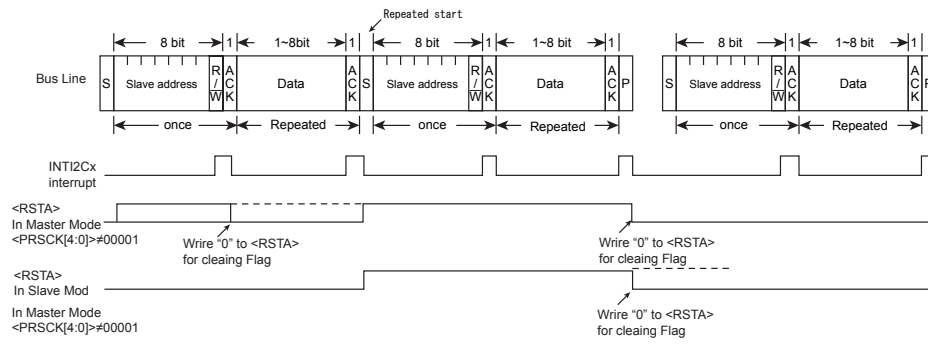 Repeated start
8 bit 1 1~8bit 1 8 bit 1 1~8 bit 1 8 bit 1 1~8 bit 1
Bus Line S Slave address R/W ACK Data ACK S Slave address R/W ACK Data ACK P S Slave address R/W ACK Data ACK P
once Repeated once Repeated once Repeated
INTI2Cx
interrupt
<RSTA>
In Master Mode
<PRSCK[4:0]>≠00001
Wrire “0” to <RSTA>
for cleaing Flag
Wrire “0” to <RSTA>
for cleaing Flag
<RSTA>
In Slave Mod
In Master Mode
<PRSCK[4:0]>≠00001
Wrire “0” to <RSTA>
for cleaing Flag